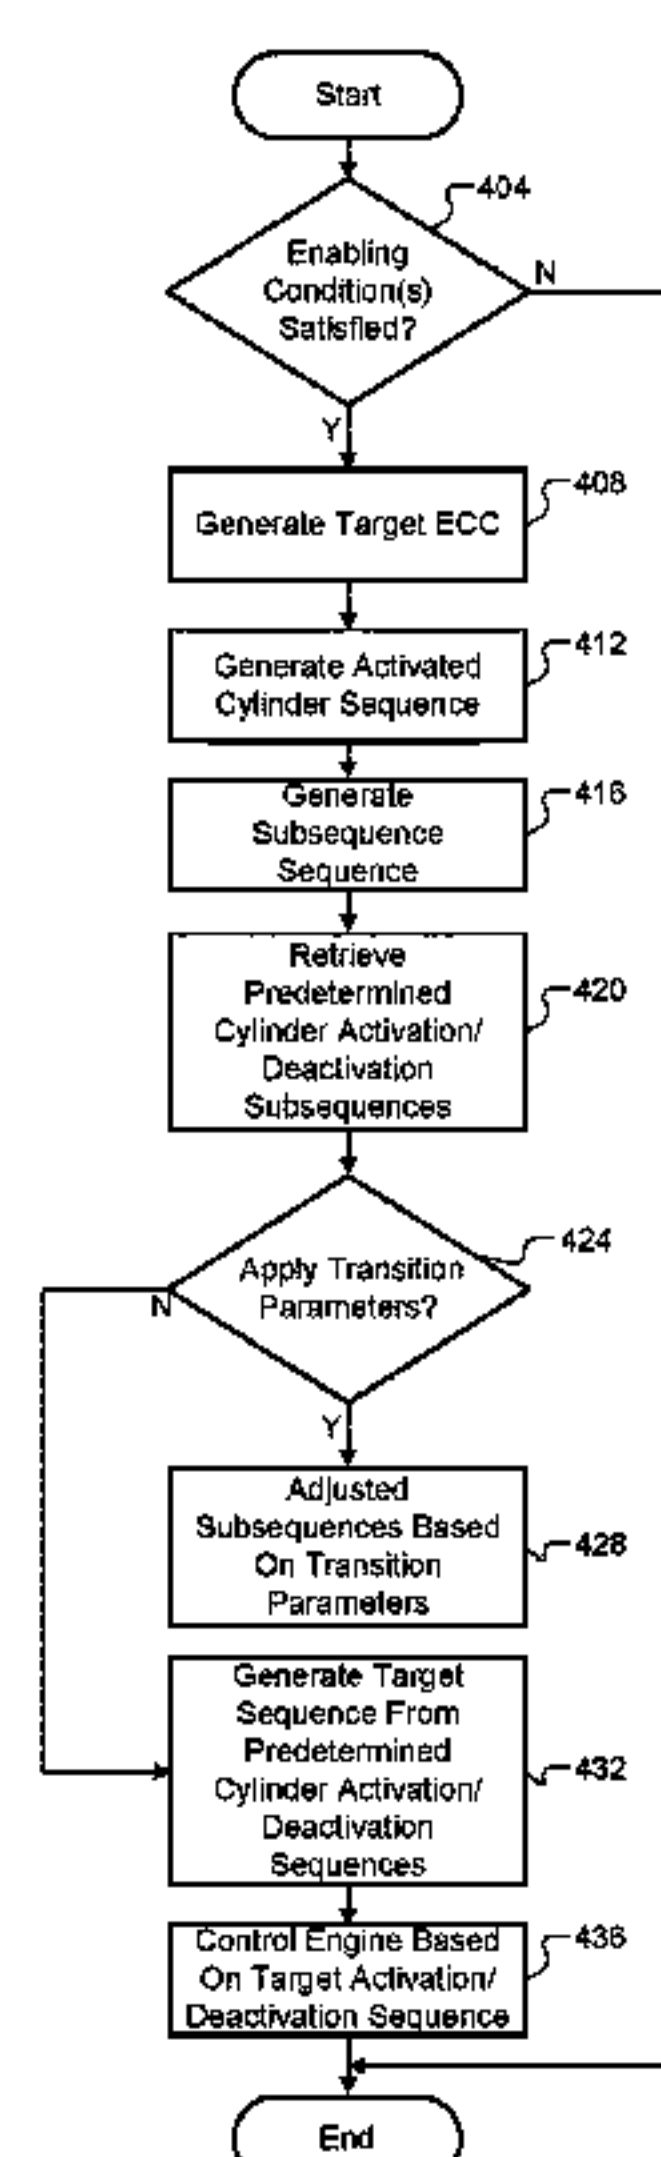 Start
404
Enabling
Condition(s)
Satisfied?
N
Y
408
Generate Target ECC
412
Generate Activated
Cylinder Sequence
416
Generate
Subsequence
Sequence
420
Retrieve
Predetermined
Cylinder Activation/
Deactivation
Subsequences
424
Apply Transition
Parameters?
N
Y
428
Adjusted
Subsequences Based
On Transition
Parameters
432
Generate Target
Sequence From
Predetermined
Cylinder Activation/
Deactivation
Sequences
436
Control Engine Based
On Target Activation/
Deactivation Sequence
End